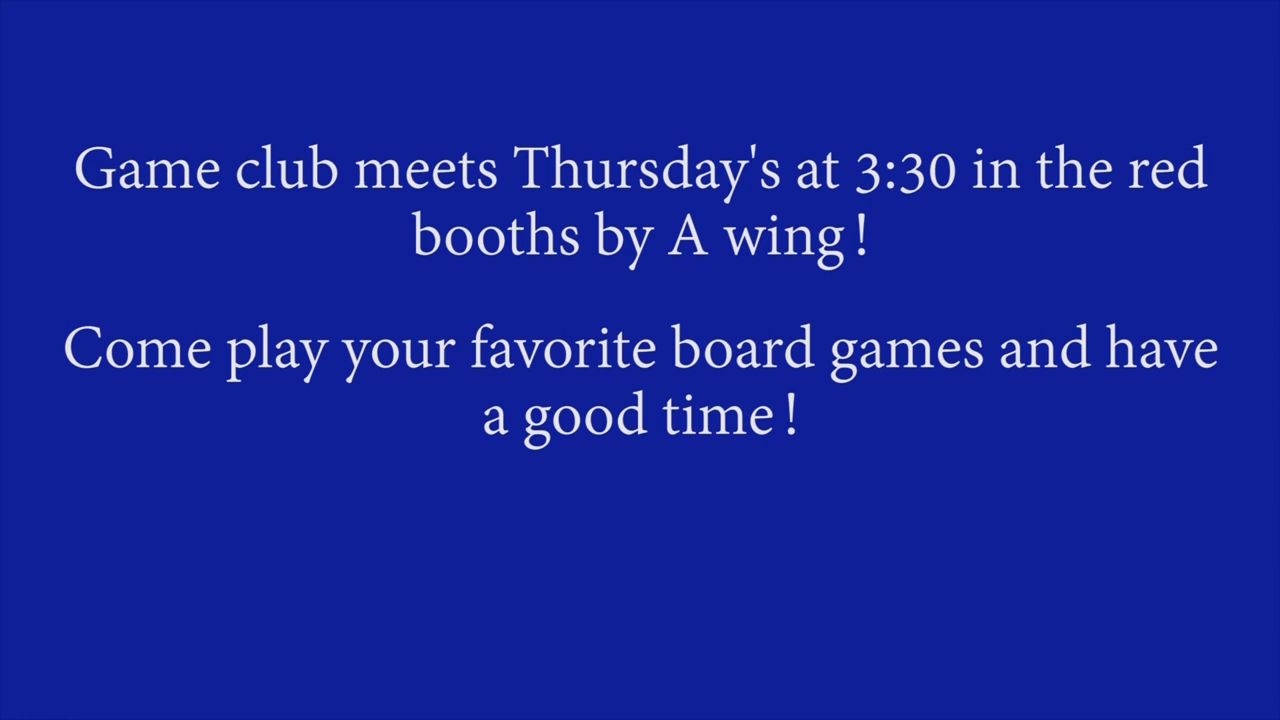 Game club meets Thursday's at 3:30 in the red
booths by A wing!
Come play your favorite board games and have
a good time!